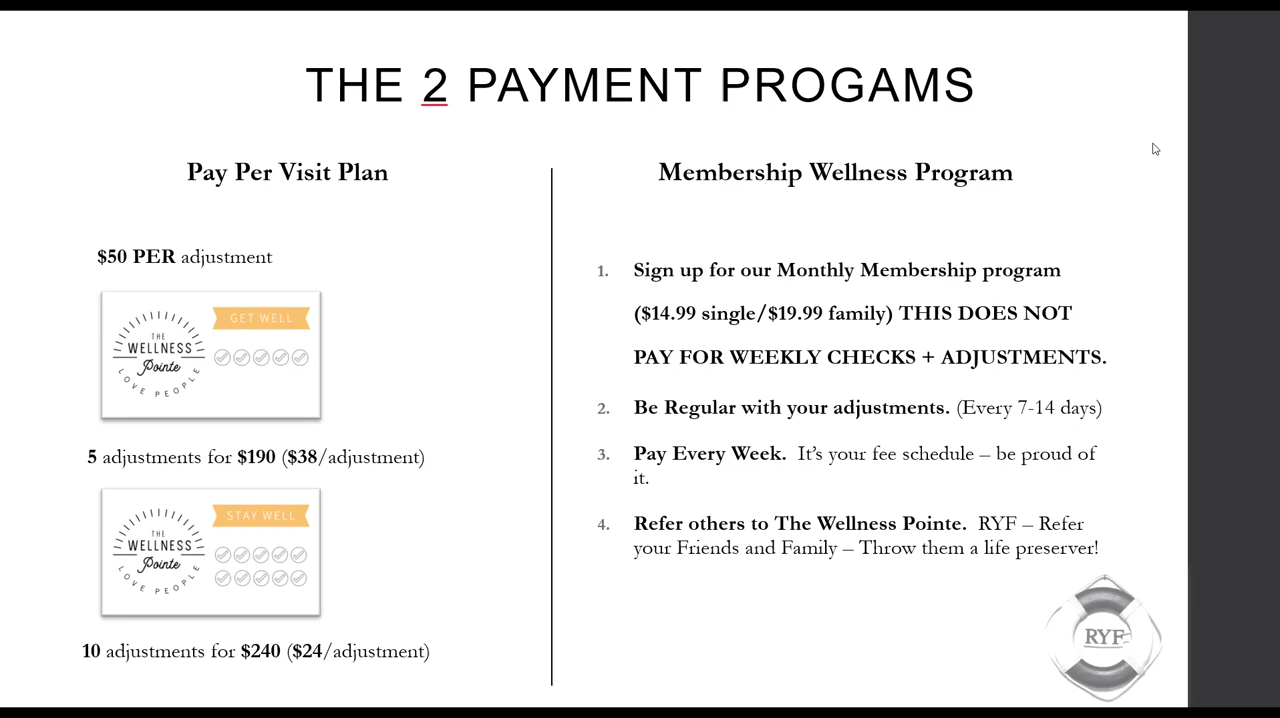 THE 2 PAYMENT PROGAMS
Pay Per Visit Plan
$50 PER adjustment
THE
WELLNESS
Pointe
LOVE PEOPLE
GET WELL
5 adjustments for $190 ($38/adjustment)
THE
WELLNESS
Pointe
LOVE PEOPLE
STAY WELL
10 adjustments for $240 ($24/adjustment)
Membership Wellness Program
1. Sign up for our Monthly Membership program
($14.99 single/$19.99 family) THIS DOES NOT
PAY FOR WEEKLY CHECKS + ADJUSTMENTS.
2. Be Regular with your adjustments. (Every 7-14 days)
3. Pay Every Week. It's your fee schedule – be proud of
it.
4. Refer others to The Wellness Pointe. RYF – Refer
your Friends and Family – Throw them a life preserver!
RYF